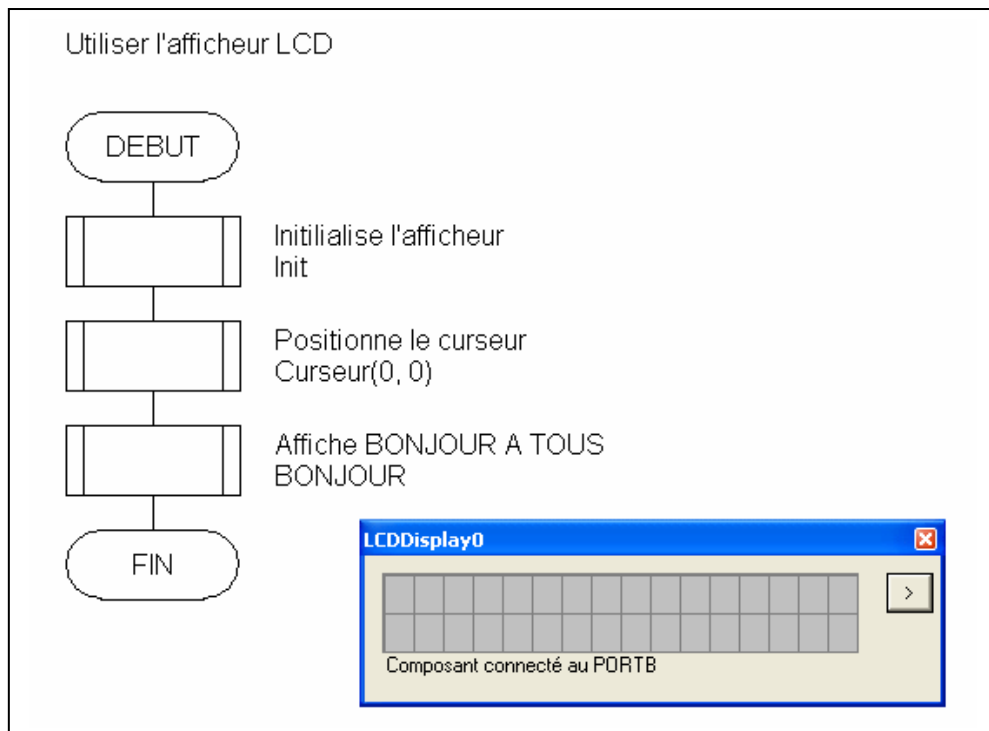 Utiliser l'afficheur LCD
DEBUT
Initilialise l'afficheur
Init
Positionne le curseur
Curseur(0, 0)
Affiche BONJOUR A TOUS
BONJOUR
FIN
LCDDisplay0
>
Composant connecté au PORTB